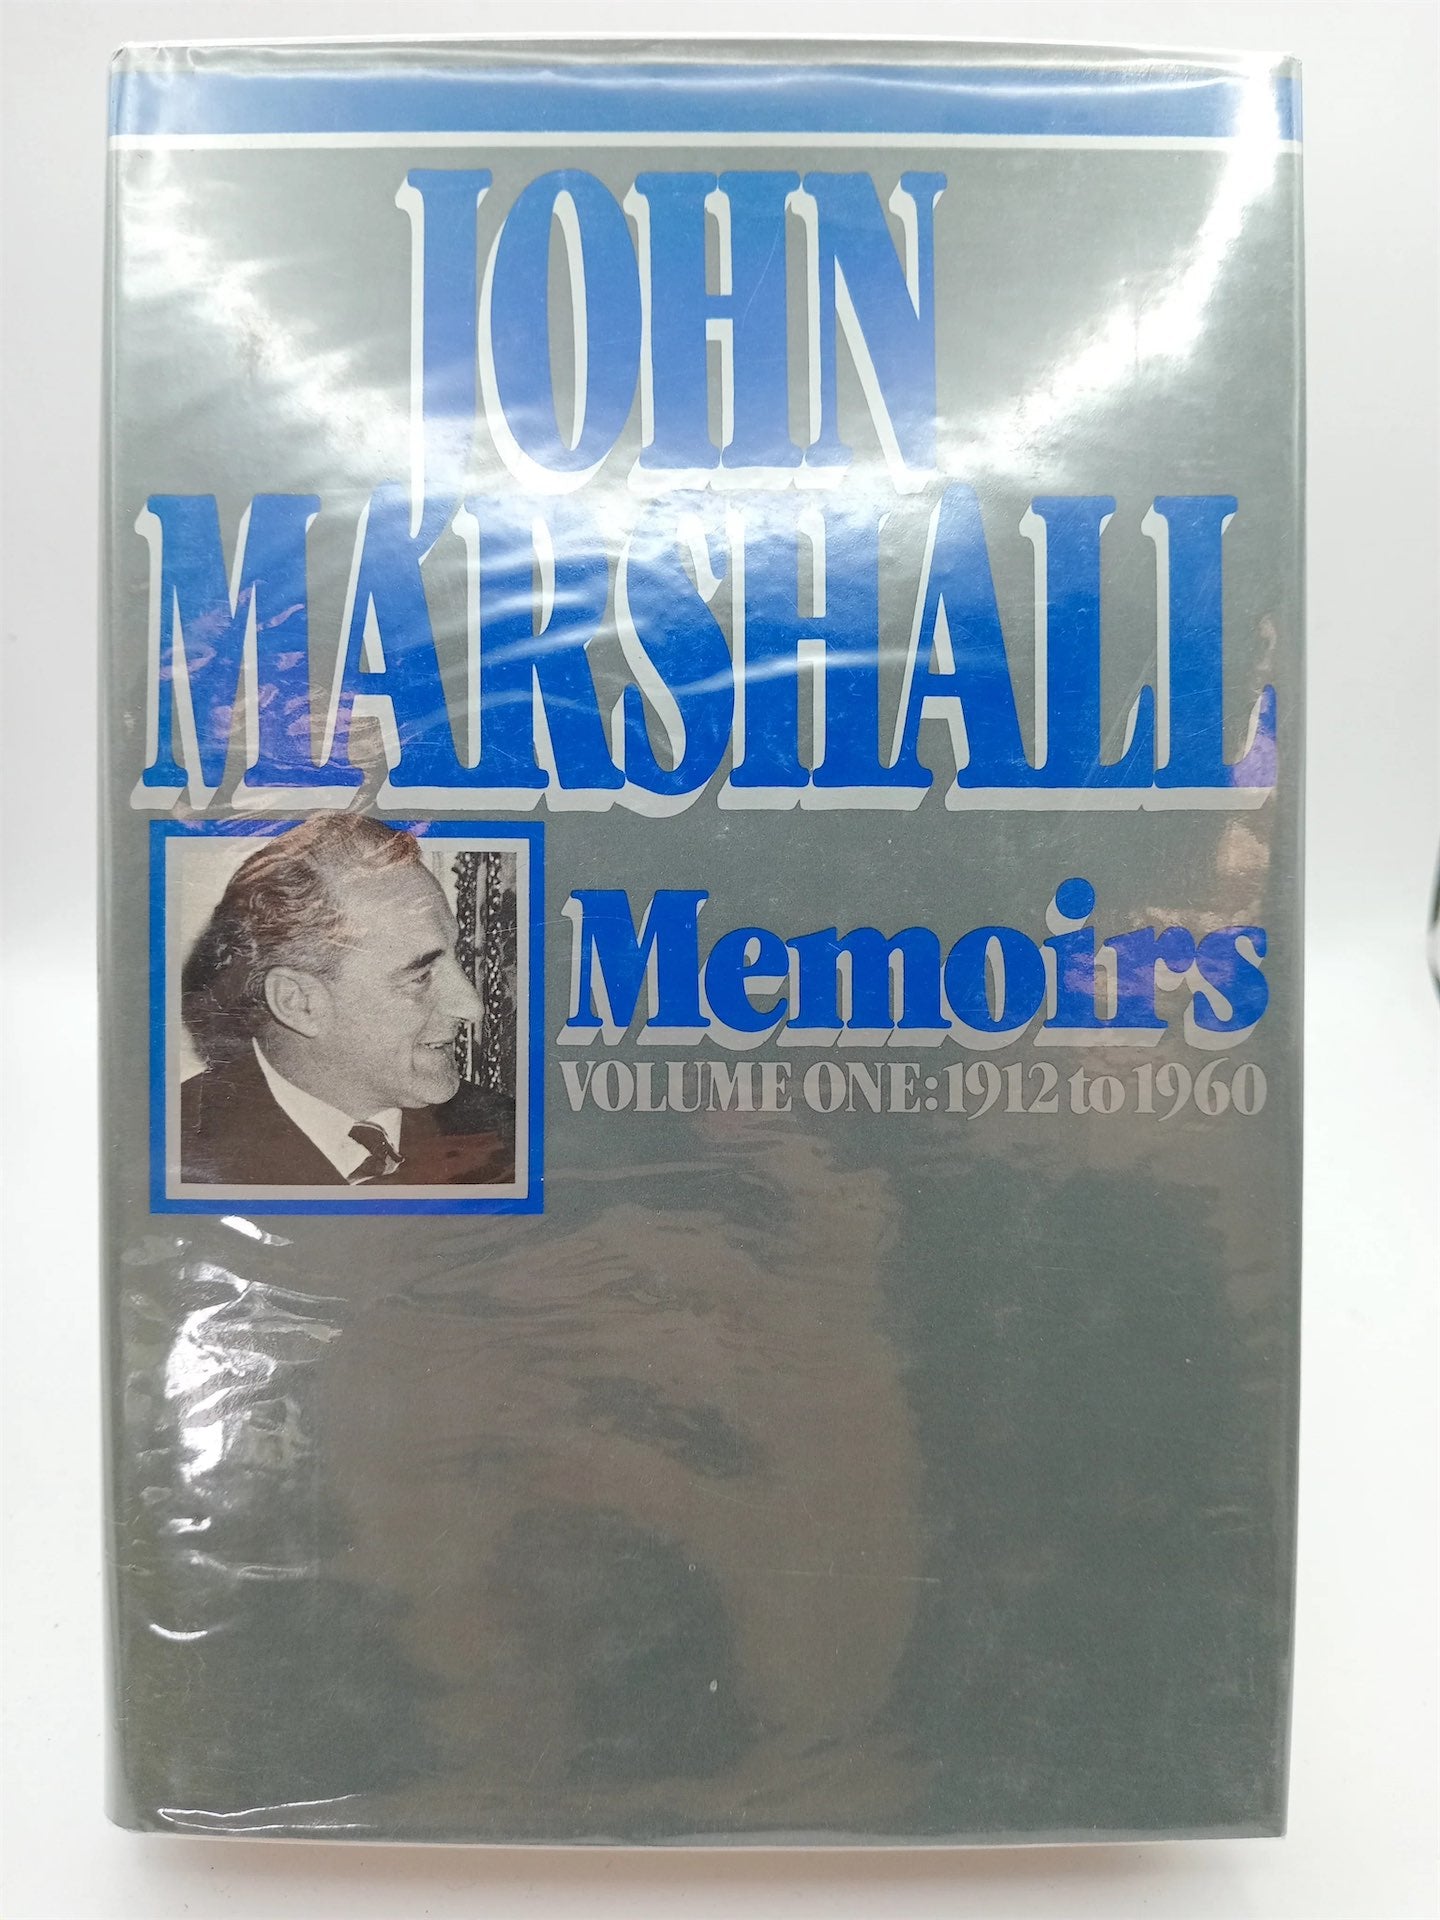 JOHN
MARSHALL
Memoirs
VOLUME ONE: 1912 to 1960